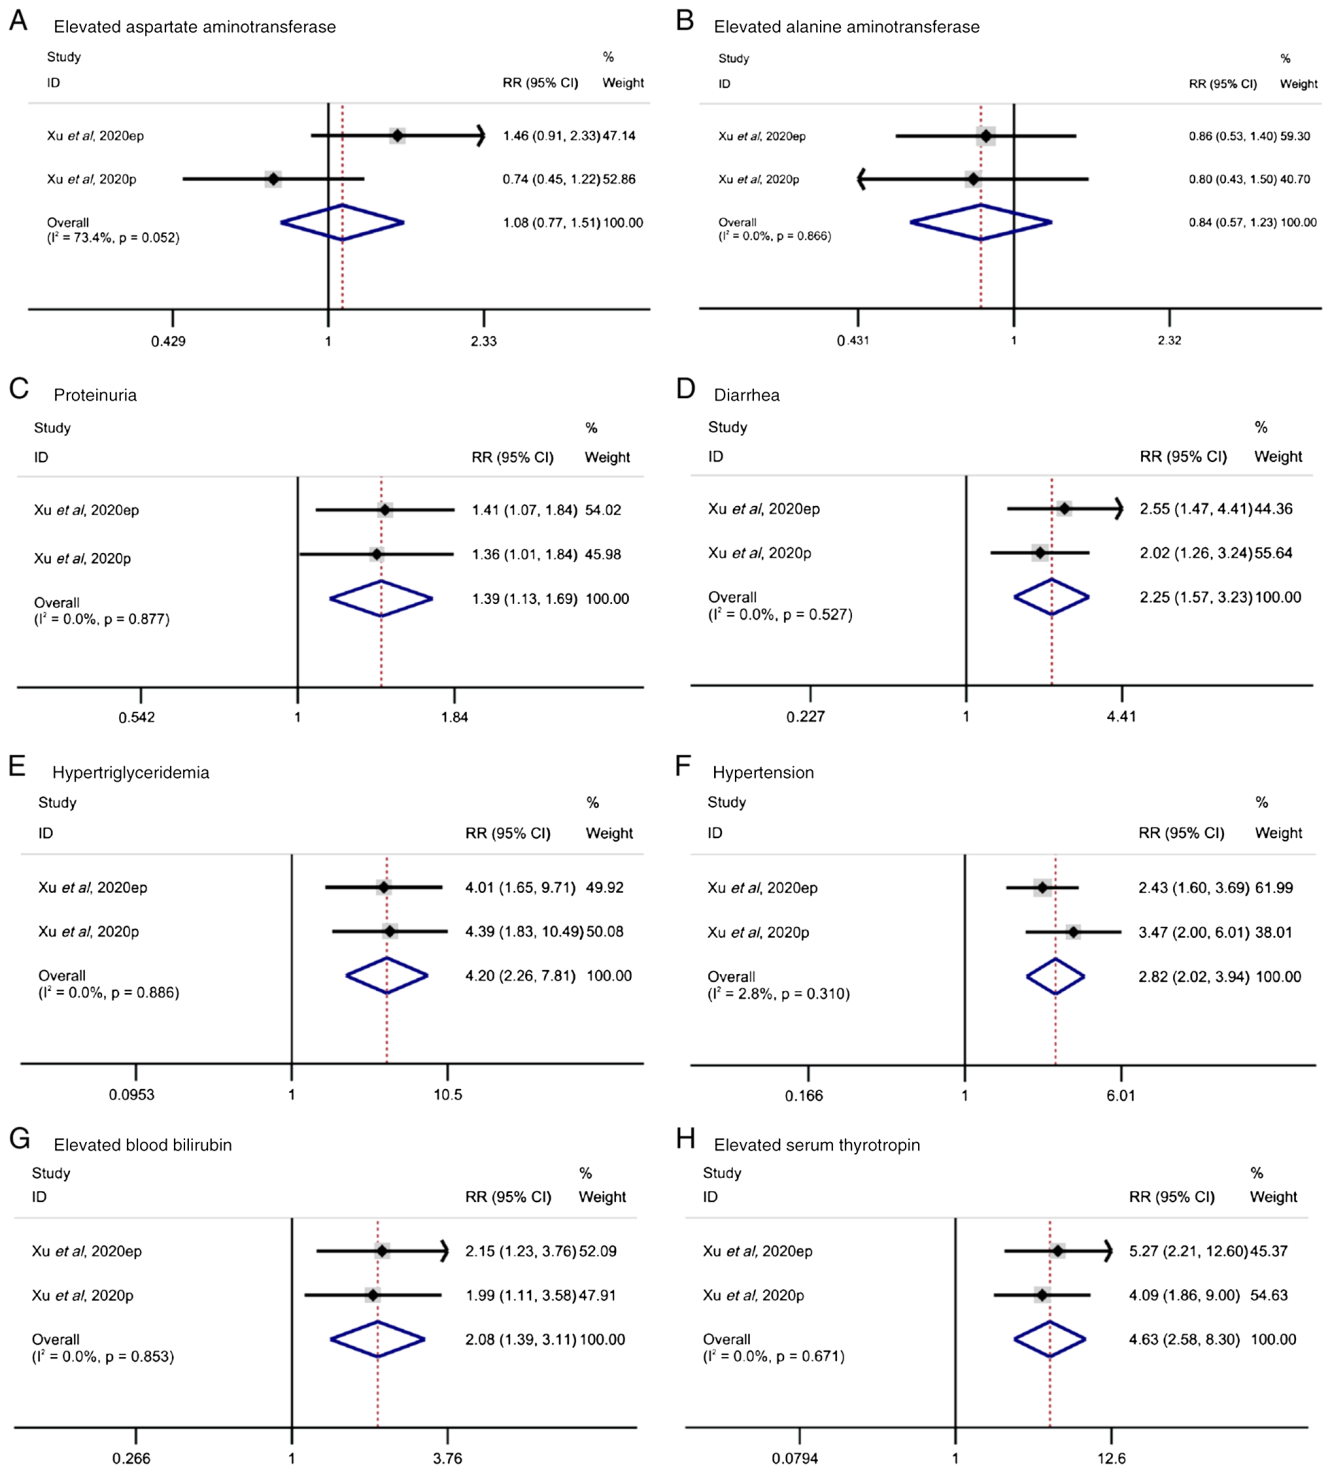 A Elevated aspartate aminotransferase
Study %
ID RR (95% CI) Weight
Xu et al, 2020ep 1.46 (0.91, 2.33) 47.14
Xu et al, 2020p 0.74 (0.45, 1.22) 52.86
Overall 1.08 (0.77, 1.51) 100.00
(I² = 73.4%, p = 0.052)
0.429 1 2.33
B Elevated alanine aminotransferase
Study %
ID RR (95% CI) Weight
Xu et al, 2020ep 0.86 (0.53, 1.40) 59.30
Xu et al, 2020p 0.80 (0.43, 1.50) 40.70
Overall 0.84 (0.57, 1.23) 100.00
(I² = 0.0%, p = 0.866)
0.431 1 2.32
C Proteinuria
Study %
ID RR (95% CI) Weight
Xu et al, 2020ep 1.41 (1.07, 1.84) 54.02
Xu et al, 2020p 1.36 (1.01, 1.84) 45.98
Overall 1.39 (1.13, 1.69) 100.00
(I² = 0.0%, p = 0.877)
0.542 1 1.84
D Diarrhea
Study %
ID RR (95% CI) Weight
Xu et al, 2020ep 2.55 (1.47, 4.41) 44.36
Xu et al, 2020p 2.02 (1.26, 3.24) 55.64
Overall 2.25 (1.57, 3.23) 100.00
(I² = 0.0%, p = 0.527)
0.227 1 4.41
E Hypertriglyceridemia
Study %
ID RR (95% CI) Weight
Xu et al, 2020ep 4.01 (1.65, 9.71) 49.92
Xu et al, 2020p 4.39 (1.83, 10.49) 50.08
Overall 4.20 (2.26, 7.81) 100.00
(I² = 0.0%, p = 0.886)
0.0953 1 10.5
F Hypertension
Study %
ID RR (95% CI) Weight
Xu et al, 2020ep 2.43 (1.60, 3.69) 61.99
Xu et al, 2020p 3.47 (2.00, 6.01) 38.01
Overall 2.82 (2.02, 3.94) 100.00
(I² = 2.8%, p = 0.310)
0.166 1 6.01
G Elevated blood bilirubin
Study %
ID RR (95% CI) Weight
Xu et al, 2020ep 2.15 (1.23, 3.76) 52.09
Xu et al, 2020p 1.99 (1.11, 3.58) 47.91
Overall 2.08 (1.39, 3.11) 100.00
(I² = 0.0%, p = 0.853)
0.266 1 3.76
H Elevated serum thyrotropin
Study %
ID RR (95% CI) Weight
Xu et al, 2020ep 5.27 (2.21, 12.60) 45.37
Xu et al, 2020p 4.09 (1.86, 9.00) 54.63
Overall 4.63 (2.58, 8.30) 100.00
(I² = 0.0%, p = 0.671)
0.0794 1 12.6